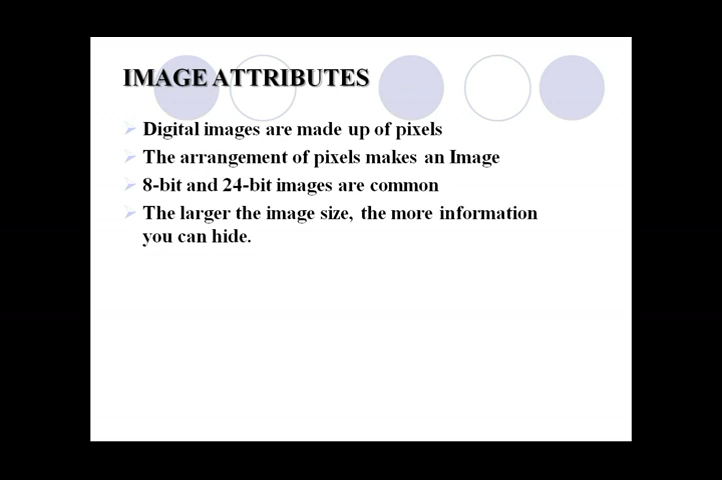 IMAGE ATTRIBUTES
Digital images are made up of pixels
The arrangement of pixels makes an Image
8-bit and 24-bit images are common
The larger the image size, the more information
you can hide.